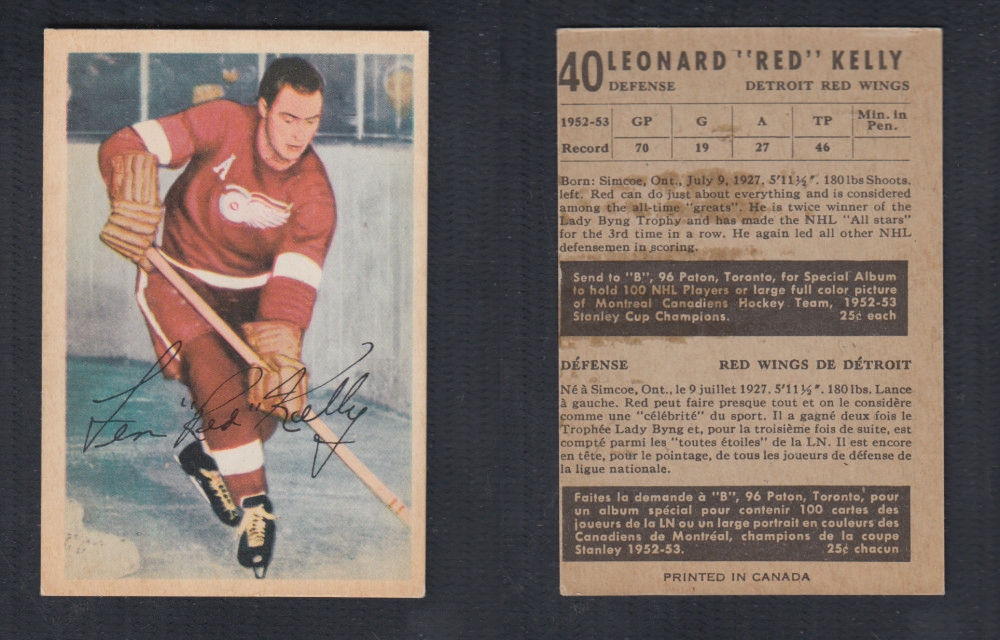 A
Len "Red" Kelly
40 LEONARD "RED" KELLY
DEFENSE DETROIT RED WINGS
1952-53 GP G A TP Min. in Pen.
Record 70 19 27 46
Born: Simcoe, Ont., July 9, 1927. 5'11½". 180 lbs Shoots.
left. Red can do just about everything and is considered
among the all-time "greats". He is twice winner of the
Lady Byng Trophy and has made the NHL "All stars"
for the 3rd time in a row. He again led all other NHL
defensemen in scoring.
Send to "B", 96 Paton, Toronto, for Special Album
to hold 100 NHL Players or large full color picture
of Montreal Canadiens Hockey Team, 1952-53
Stanley Cup Champions. 25¢ each
DÉFENSE RED WINGS DE DÉTROIT
Né à Simcoe, Ont., le 9 juillet 1927. 5'11½". 180 lbs. Lance
à gauche. Red peut faire presque tout et on le considère
comme une "célébrité" du sport. Il a gagné deux fois le
Trophée Lady Byng et, pour la troisième fois de suite, est
compté parmi les "toutes étoiles" de la LN. Il est encore
en tête, pour le pointage, de tous les joueurs de défense de
la ligue nationale.
Faites la demande à "B", 96 Paton, Toronto, pour
un album spécial pour contenir 100 cartes des
joueurs de la LN ou un large portrait en couleurs des
Canadiens de Montréal, champions de la coupe
Stanley 1952-53. 25¢ chacun
PRINTED IN CANADA